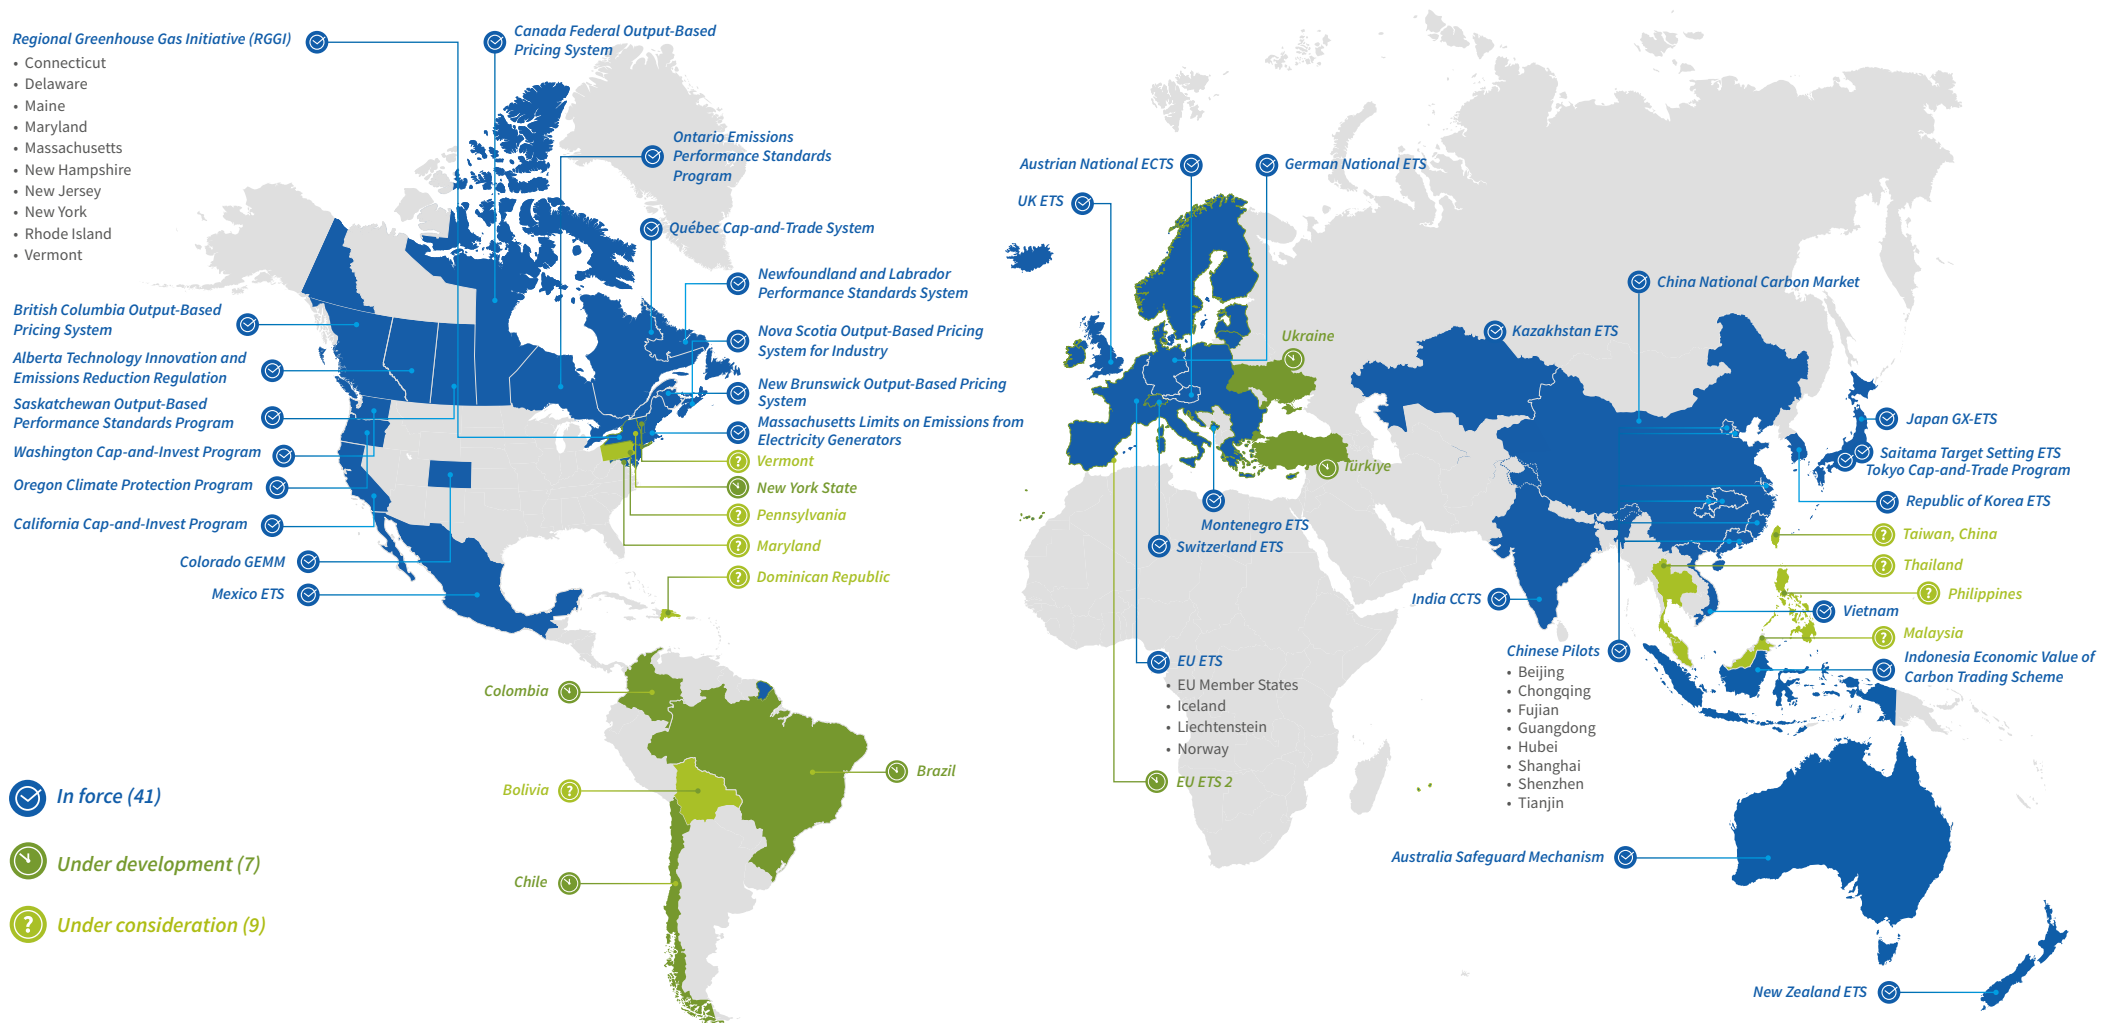 Regional Greenhouse Gas Initiative (RGGI)
• Connecticut
• Delaware
• Maine
• Maryland
• Massachusetts
• New Hampshire
• New Jersey
• New York
• Rhode Island
• Vermont
Canada Federal Output-Based
Pricing System
Ontario Emissions
Performance Standards
Program
Québec Cap-and-Trade System
Newfoundland and Labrador
Performance Standards System
Nova Scotia Output-Based Pricing
System for Industry
New Brunswick Output-Based Pricing
System
Massachusetts Limits on Emissions from
Electricity Generators
? Vermont
New York State
? Pennsylvania
? Maryland
? Dominican Republic
British Columbia Output-Based
Pricing System
Alberta Technology Innovation and
Emissions Reduction Regulation
Saskatchewan Output-Based
Performance Standards Program
Washington Cap-and-Invest Program
Oregon Climate Protection Program
California Cap-and-Invest Program
Colorado GEMM
Mexico ETS
Colombia
Brazil
Bolivia ?
Chile
In force (41)
Under development (7)
? Under consideration (9)
Austrian National ECTS
German National ETS
UK ETS
Ukraine
Türkiye
Montenegro ETS
Switzerland ETS
EU ETS
• EU Member States
• Iceland
• Liechtenstein
• Norway
EU ETS 2
China National Carbon Market
Kazakhstan ETS
Japan GX-ETS
Saitama Target Setting ETS
Tokyo Cap-and-Trade Program
Republic of Korea ETS
? Taiwan, China
? Thailand
? Philippines
Vietnam
? Malaysia
Indonesia Economic Value of
Carbon Trading Scheme
India CCTS
Chinese Pilots
• Beijing
• Chongqing
• Fujian
• Guangdong
• Hubei
• Shanghai
• Shenzhen
• Tianjin
Australia Safeguard Mechanism
New Zealand ETS